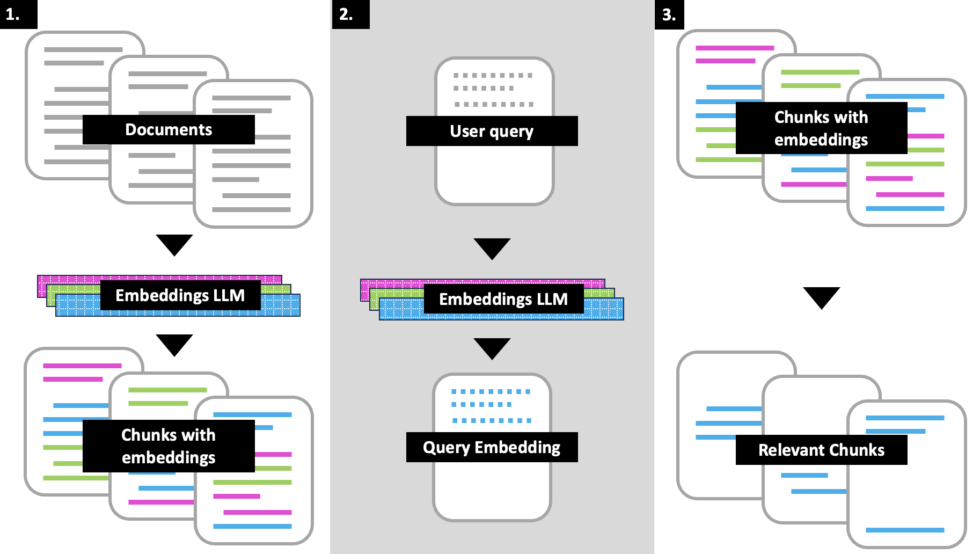 1.
Documents
Embeddings LLM
Chunks with
embeddings
2.
User query
Embeddings LLM
Query Embedding
3.
Chunks with
embeddings
Relevant Chunks